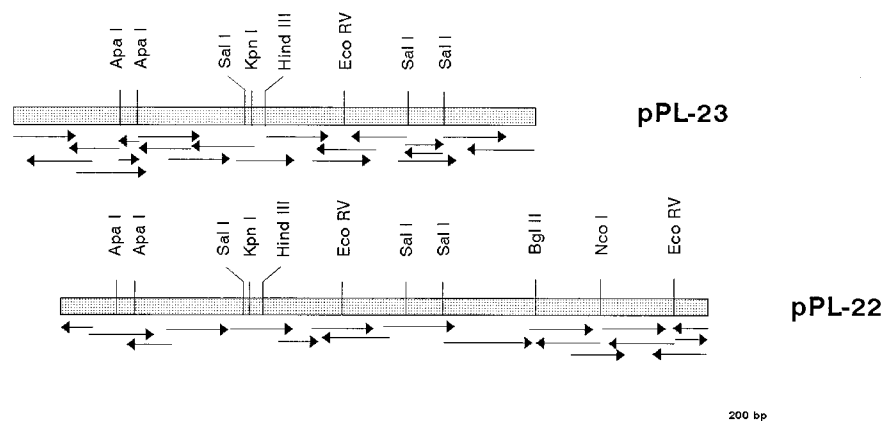 Apa I
Apa I
Sal I
Kpn I
Hind III
Eco RV
Sal I
Sal I
pPL-23
Apa I
Apa I
Sal I
Kpn I
Hind III
Eco RV
Sal I
Sal I
Bgl II
Nco I
Eco RV
pPL-22
200 bp